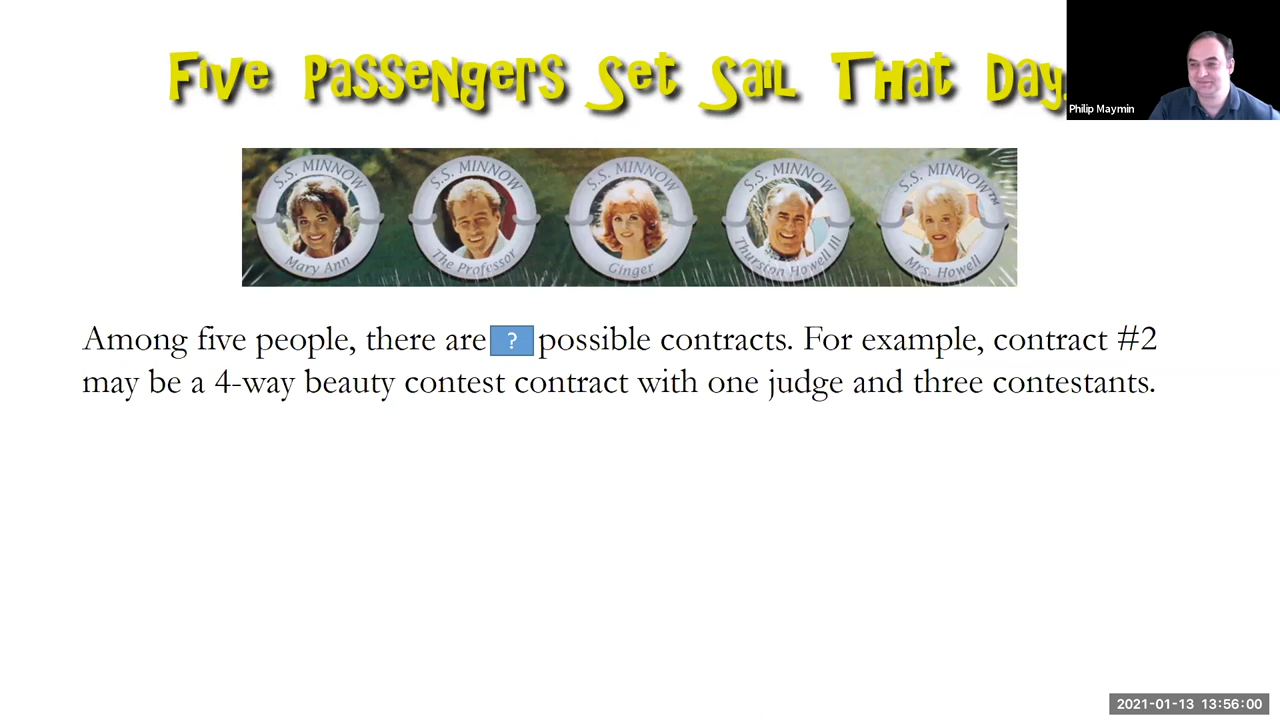 Five Passengers Set Sail That Day
Philip Maymin
S.S. MINNOW
Mary Ann
S.S. MINNOW
The Professor
S.S. MINNOW
Ginger
S.S. MINNOW
Thurston Howell III
S.S. MINNOW™
Mrs. Howell
Among five people, there are ? possible contracts. For example, contract #2
may be a 4-way beauty contest contract with one judge and three contestants.
2021-01-13 13:56:00